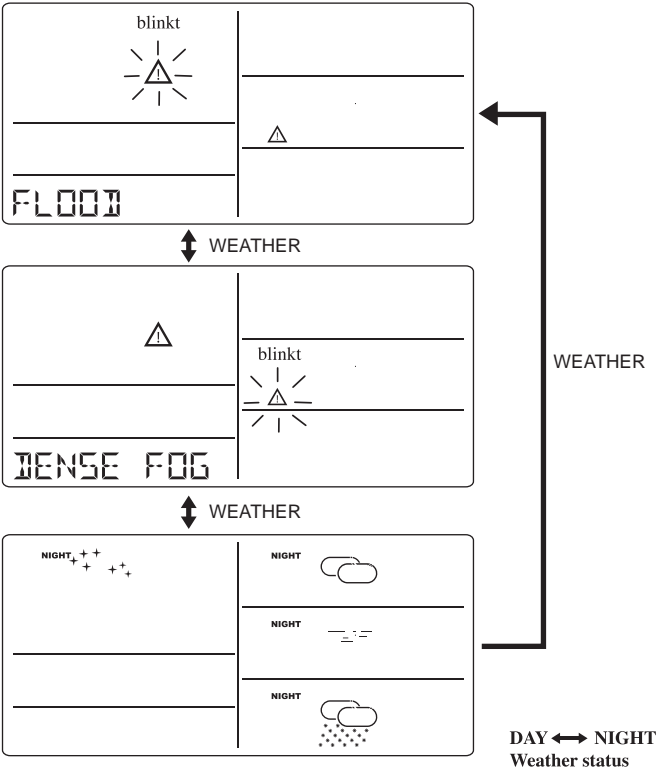 blinkt
FLOOD
WEATHER
blinkt
DENSE FOG
WEATHER
WEATHER
NIGHT
NIGHT
NIGHT
NIGHT
DAY ⟷ NIGHT
Weather status